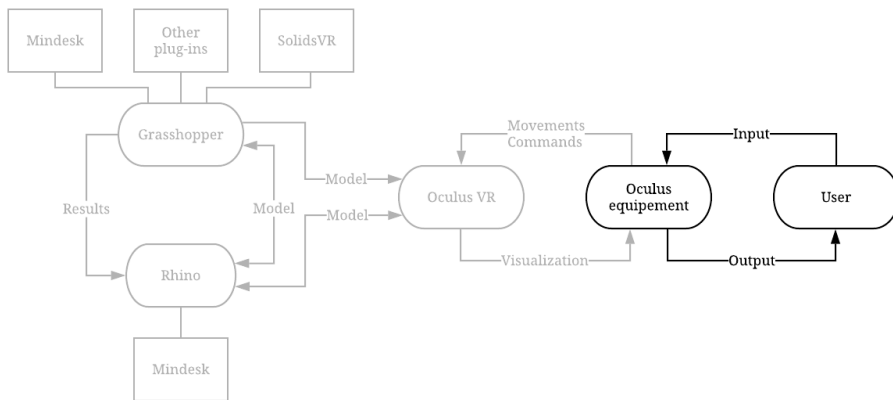 Mindesk
Other
plug-ins
SolidsVR
Grasshopper
Movements
Commands
Input
Model
Oculus VR
Oculus
equipement
User
Results
Model
Model
Visualization
Output
Rhino
Mindesk